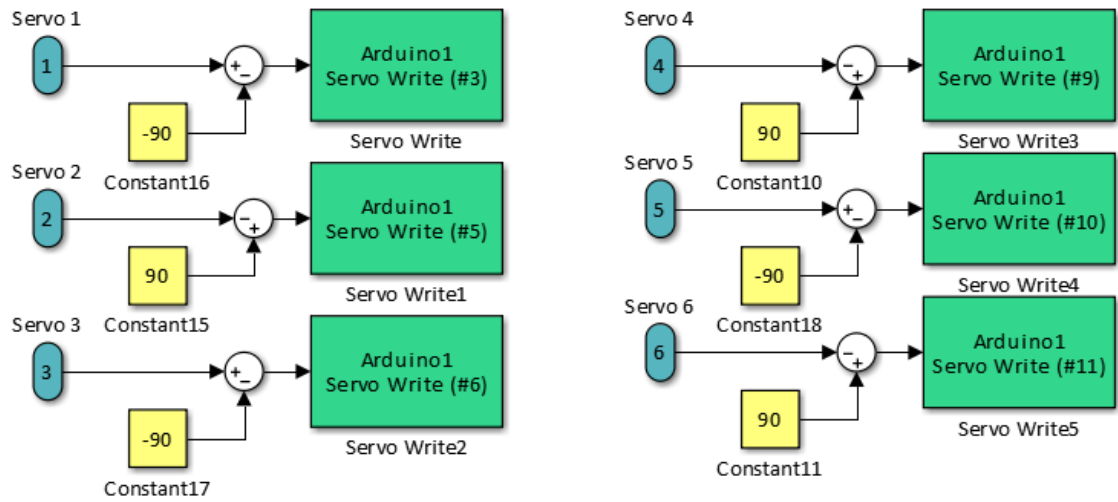 Servo 1
1
+
−
Arduino1
Servo Write (#3)
-90
Servo Write
Constant16
Servo 2
2
−
+
Arduino1
Servo Write (#5)
90
Servo Write1
Constant15
Servo 3
3
+
−
Arduino1
Servo Write (#6)
-90
Servo Write2
Constant17
Servo 4
4
−
+
Arduino1
Servo Write (#9)
90
Servo Write3
Constant10
Servo 5
5
+
−
Arduino1
Servo Write (#10)
-90
Servo Write4
Constant18
Servo 6
6
−
+
Arduino1
Servo Write (#11)
90
Servo Write5
Constant11